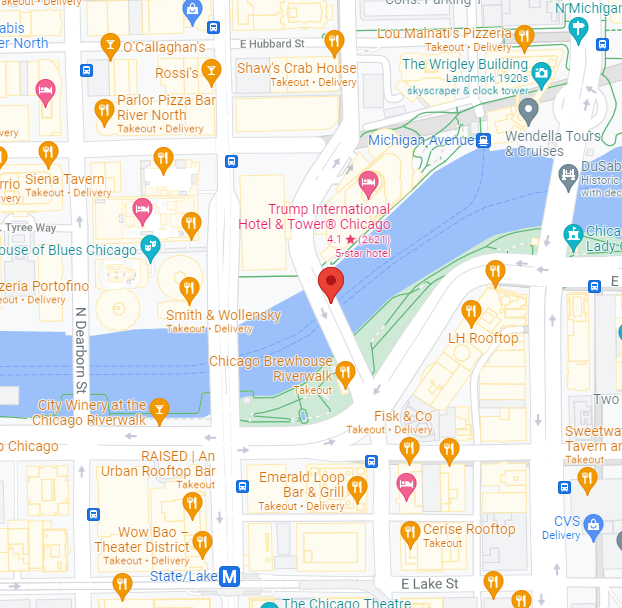 Cons. Parking T
N Michigan
abis
er North
Takeout •
O'Callaghan's
E Hubbard St
Lou Malnati's Pizzeria
Takeout • Delivery
Rossi's
Shaw's Crab House
Takeout • Delivery
The Wrigley Building
Landmark 1920s
skyscraper & clock tower
Parlor Pizza Bar
River North
Takeout • Delivery
very
Michigan Avenue
Wendella Tours
& Cruises
Siena Tavern
Takeout • Delivery
rrio
very
DuSab
Historic
with dec
Trump International
Hotel & Tower® Chicago
4.1 ★ (2621)
5-star hotel
. Tyree Way
ouse of Blues Chicago
Chica
Lady C
zeria Portofino
keout • Delivery
E
Smith & Wollensky
Takeout • Delivery
N Dearborn St
LH Rooftop
Chicago Brewhouse
Riverwalk
Takeout
City Winery at the
Chicago Riverwalk
Takeout • Delivery
Two
Fisk & Co
Takeout • Delivery
Sweetwa
Tavern an
Takeout
o Chicago
RAISED | An
Urban Rooftop Bar
Takeout
Emerald Loop
Bar & Grill
Takeout • Delivery
Wow Bao –
Theater District
Takeout • Delivery
Cerise Rooftop
Takeout
CVS
Delivery
State/Lake
M
E Lake St
The Chicago Theatre